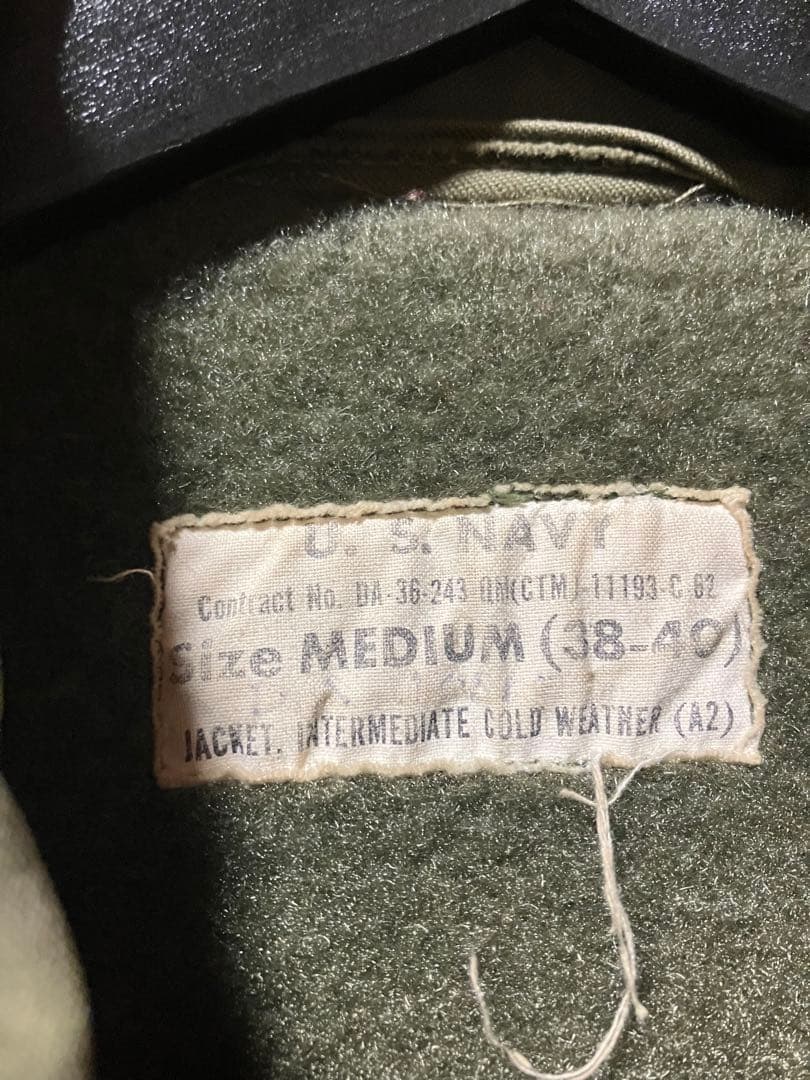 U. S. NAVY
Contract No. DA-36-243 QM(CTM)-11193-C-62
Size MEDIUM (38-40)
JACKET, INTERMEDIATE COLD WEATHER (A2)